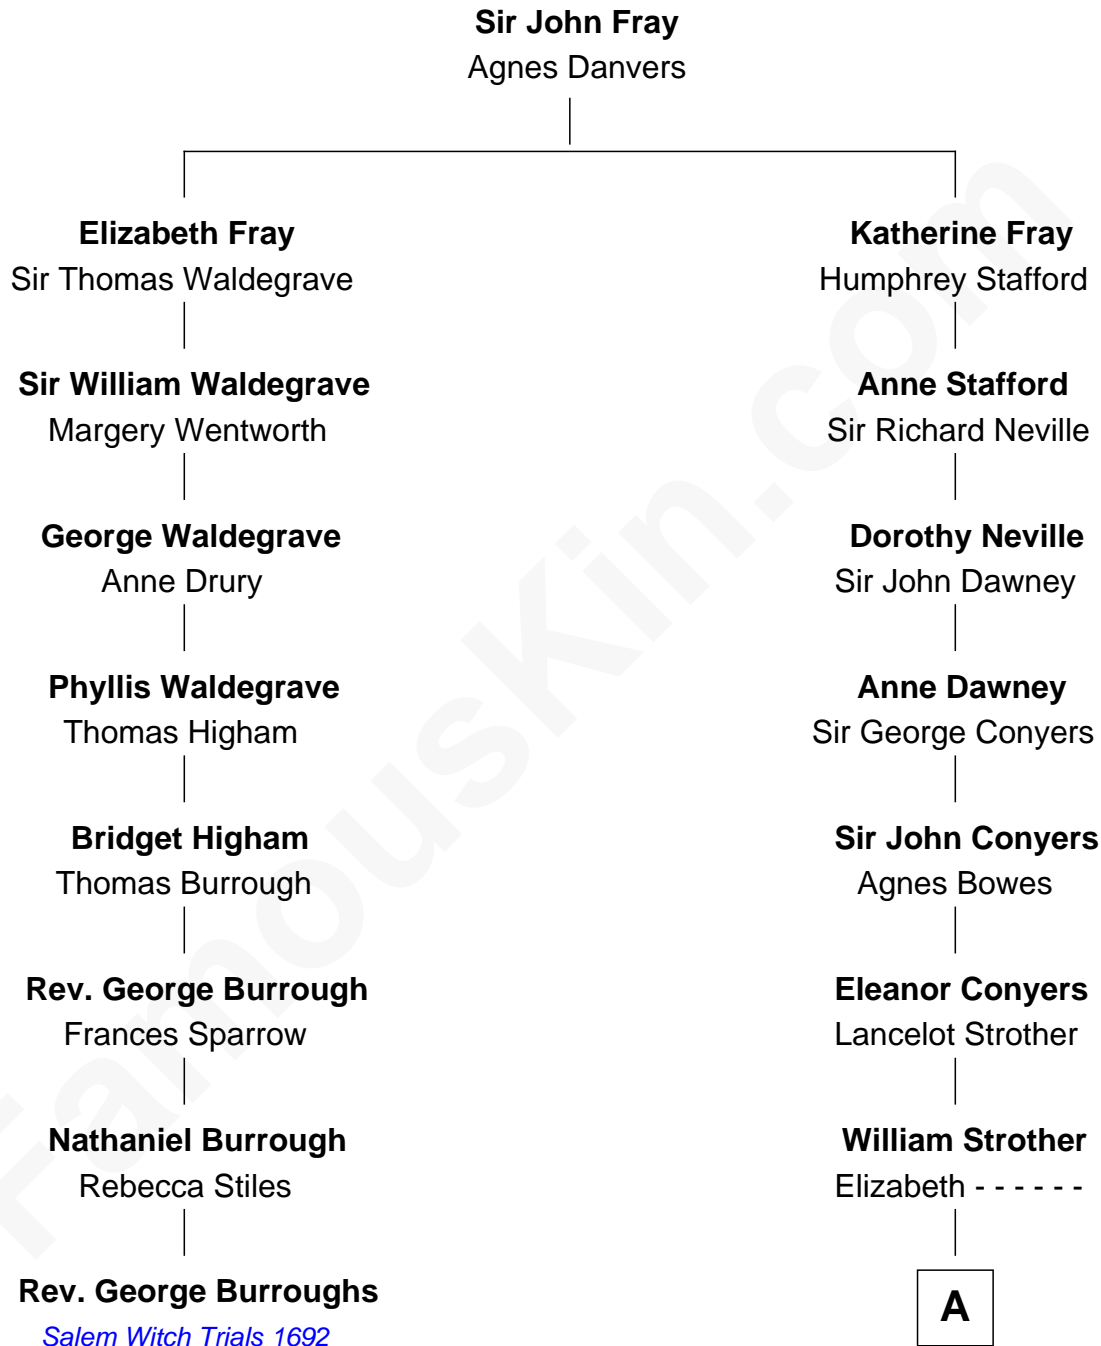 Sir John Fray
Agnes Danvers
Elizabeth Fray
Sir Thomas Waldegrave
Katherine Fray
Humphrey Stafford
Sir William Waldegrave
Margery Wentworth
Anne Stafford
Sir Richard Neville
George Waldegrave
Anne Drury
Dorothy Neville
Sir John Dawney
Phyllis Waldegrave
Thomas Higham
Anne Dawney
Sir George Conyers
Bridget Higham
Thomas Burrough
Sir John Conyers
Agnes Bowes
Rev. George Burrough
Frances Sparrow
Eleanor Conyers
Lancelot Strother
Nathaniel Burrough
Rebecca Stiles
William Strother
Elizabeth - - - - - -
Rev. George Burroughs
Salem Witch Trials 1692
A
FamousKin.com